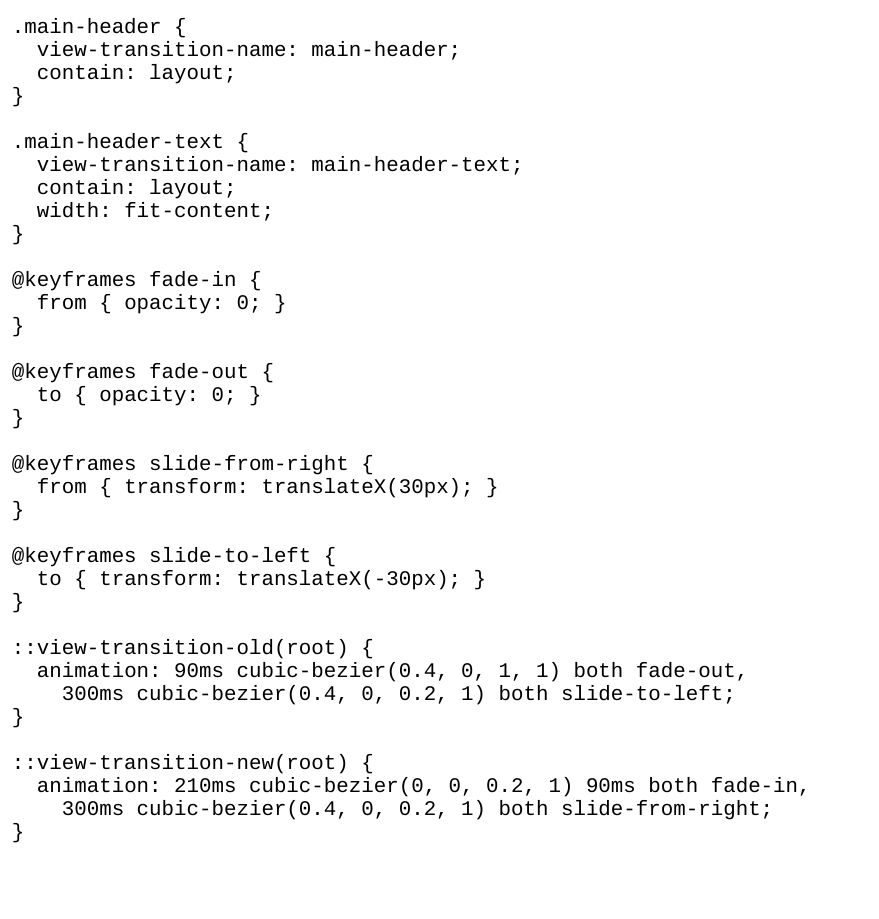 .main-header {
  view-transition-name: main-header;
  contain: layout;
}

.main-header-text {
  view-transition-name: main-header-text;
  contain: layout;
  width: fit-content;
}

@keyframes fade-in {
  from { opacity: 0; }
}

@keyframes fade-out {
  to { opacity: 0; }
}

@keyframes slide-from-right {
  from { transform: translateX(30px); }
}

@keyframes slide-to-left {
  to { transform: translateX(-30px); }
}

::view-transition-old(root) {
  animation: 90ms cubic-bezier(0.4, 0, 1, 1) both fade-out,
    300ms cubic-bezier(0.4, 0, 0.2, 1) both slide-to-left;
}

::view-transition-new(root) {
  animation: 210ms cubic-bezier(0, 0, 0.2, 1) 90ms both fade-in,
    300ms cubic-bezier(0.4, 0, 0.2, 1) both slide-from-right;
}